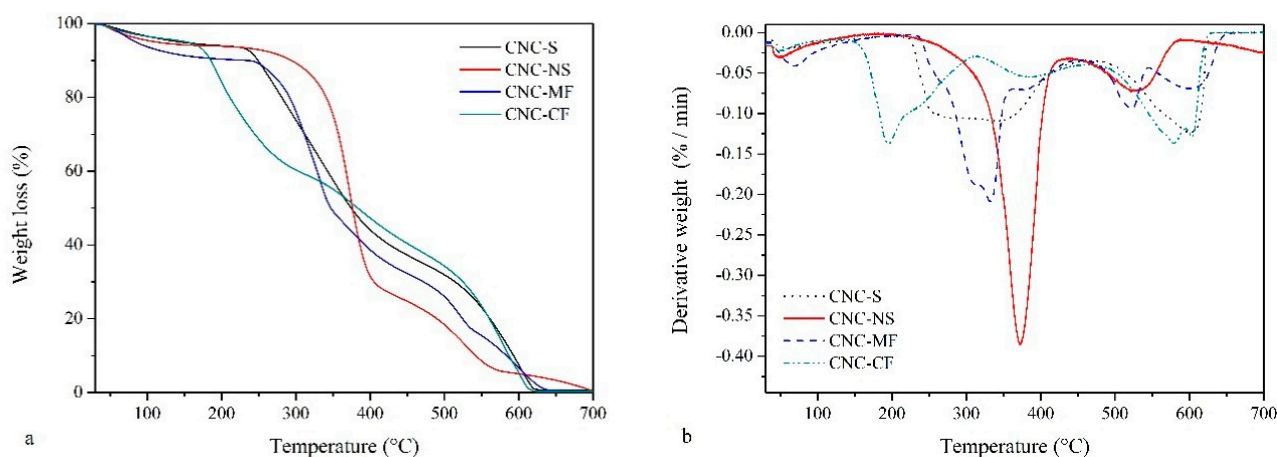 100
80
60
40
20
0
Weight loss (%)
CNC-S
CNC-NS
CNC-MF
CNC-CF
100 200 300 400 500 600 700
Temperature (°C)
a
0.00
-0.05
-0.10
-0.15
-0.20
-0.25
-0.30
-0.35
-0.40
Derivative weight (% / min)
CNC-S
CNC-NS
CNC-MF
CNC-CF
100 200 300 400 500 600 700
Temperature (°C)
b